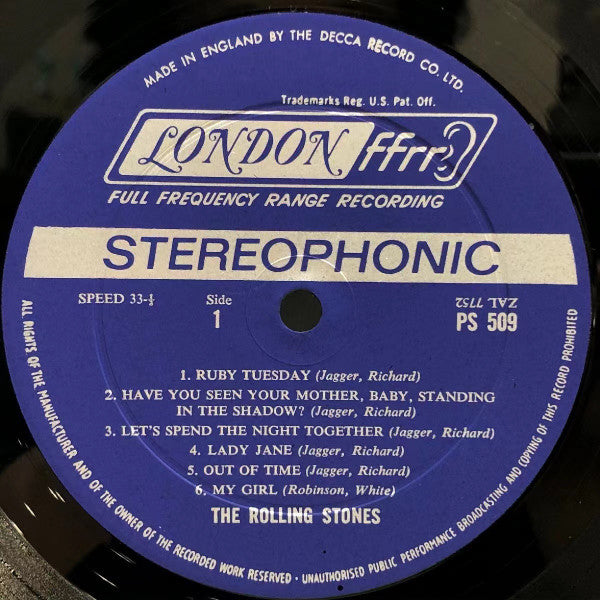 MADE IN ENGLAND BY THE DECCA RECORD CO. LTD.
Trademarks Reg. U.S. Pat. Off.
LONDON ffrr
FULL FREQUENCY RANGE RECORDING
STEREOPHONIC
SPEED 33-⅓
Side
1
ZAL 7752
PS 509
1. RUBY TUESDAY (Jagger, Richard)
2. HAVE YOU SEEN YOUR MOTHER, BABY, STANDING
IN THE SHADOW? (Jagger, Richard)
3. LET'S SPEND THE NIGHT TOGETHER (Jagger, Richard)
4. LADY JANE (Jagger, Richard)
5. OUT OF TIME (Jagger, Richard)
6. MY GIRL (Robinson, White)
THE ROLLING STONES
ALL RIGHTS OF THE MANUFACTURER AND OF THE OWNER OF THE RECORDED WORK RESERVED · UNAUTHORISED PUBLIC PERFORMANCE BROADCASTING AND COPYING OF THIS RECORD PROHIBITED